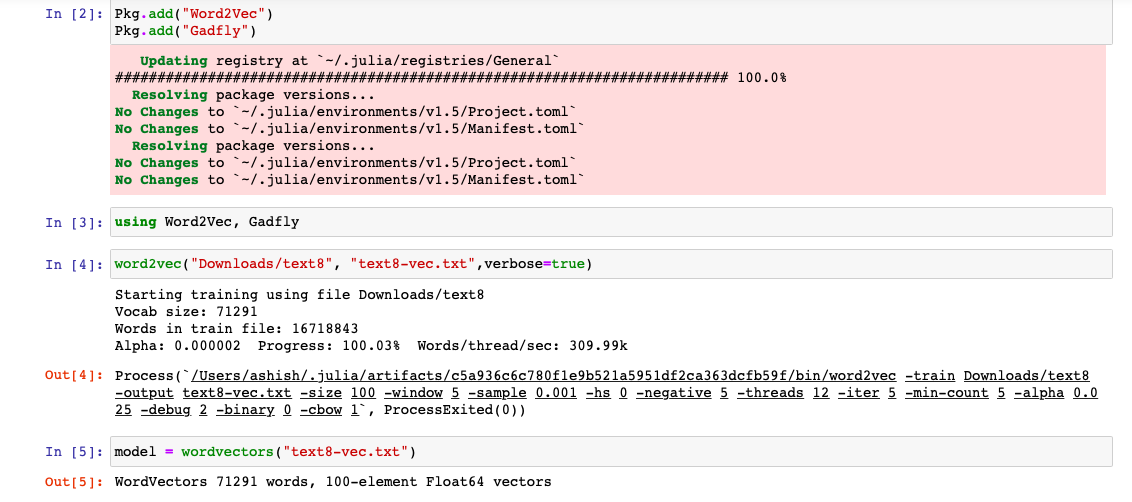 In [2]: Pkg.add("Word2Vec")
Pkg.add("Gadfly")
Updating registry at `~/.julia/registries/General`
######################################################################### 100.0%
Resolving package versions...
No Changes to `~/.julia/environments/v1.5/Project.toml`
No Changes to `~/.julia/environments/v1.5/Manifest.toml`
Resolving package versions...
No Changes to `~/.julia/environments/v1.5/Project.toml`
No Changes to `~/.julia/environments/v1.5/Manifest.toml`
In [3]: using Word2Vec, Gadfly
In [4]: word2vec("Downloads/text8", "text8-vec.txt",verbose=true)
Starting training using file Downloads/text8
Vocab size: 71291
Words in train file: 16718843
Alpha: 0.000002  Progress: 100.03%  Words/thread/sec: 309.99k
Out[4]: Process(`/Users/ashish/.julia/artifacts/c5a936c6c780f1e9b521a5951df2ca363dcfb59f/bin/word2vec -train Downloads/text8
-output text8-vec.txt -size 100 -window 5 -sample 0.001 -hs 0 -negative 5 -threads 12 -iter 5 -min-count 5 -alpha 0.0
25 -debug 2 -binary 0 -cbow 1`, ProcessExited(0))
In [5]: model = wordvectors("text8-vec.txt")
Out[5]: WordVectors 71291 words, 100-element Float64 vectors